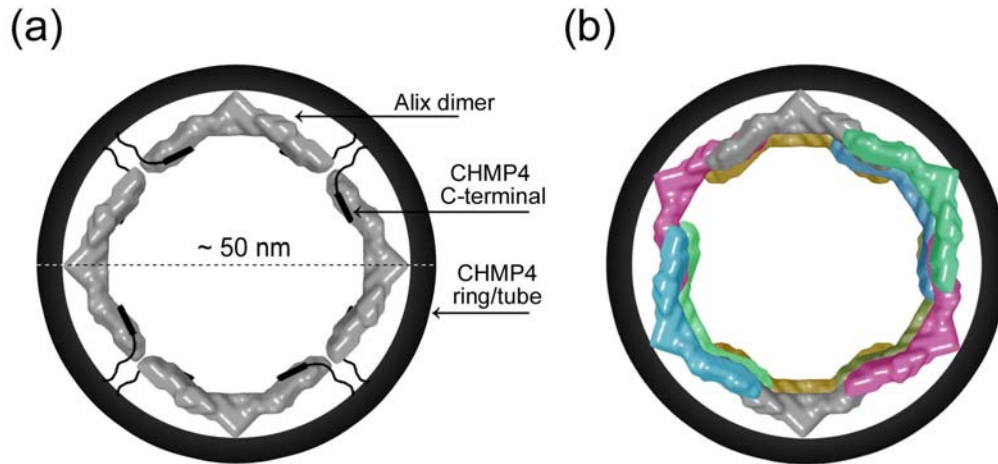 (a)
(b)
Alix dimer
CHMP4
C-terminal
~ 50 nm
CHMP4
ring/tube